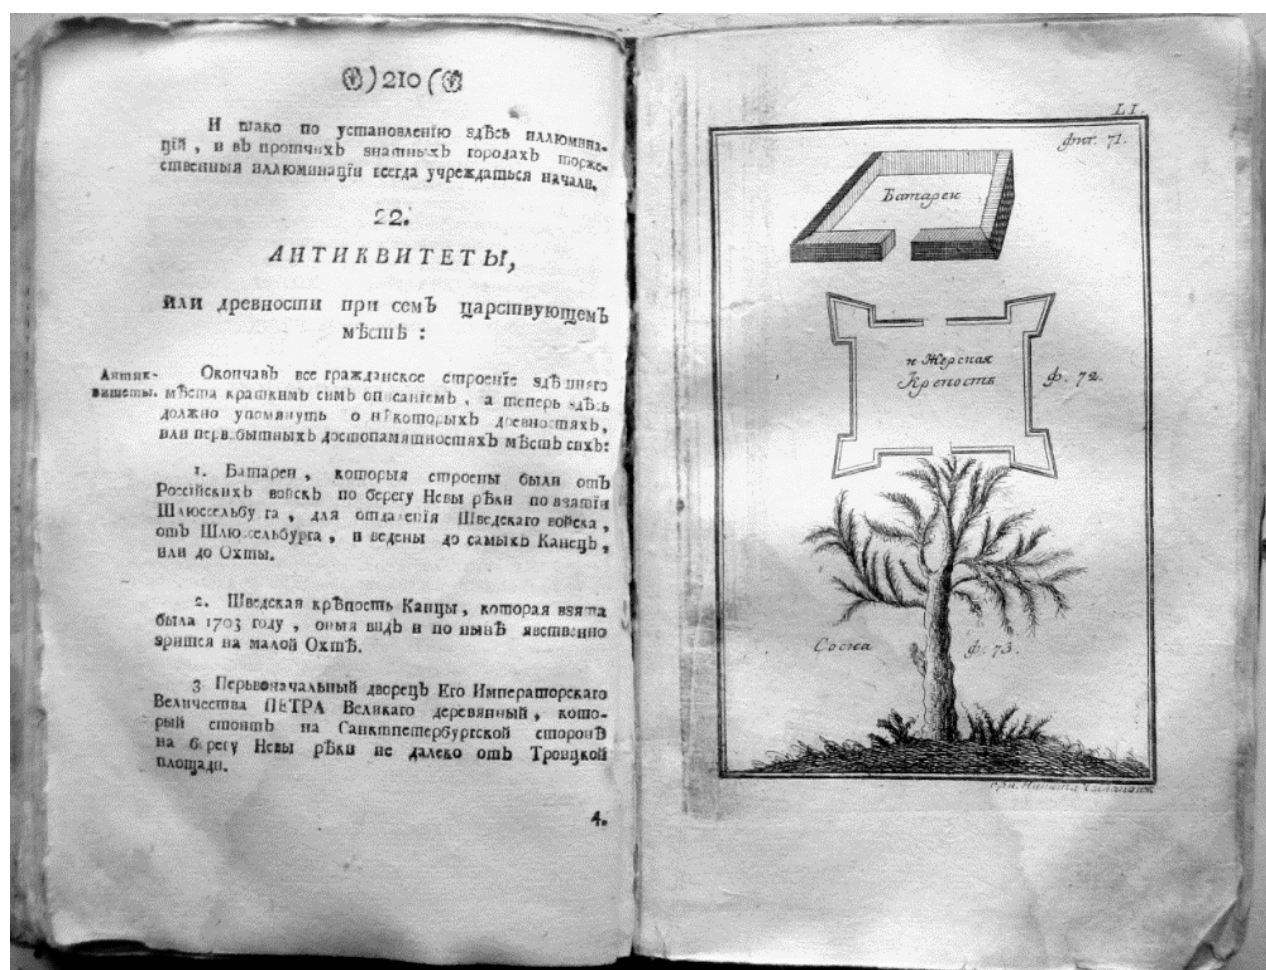 )210(
И тако по установленію здѣсь иллюмина-
цій, и въ протчихъ знатныхъ городахъ торже-
ственныя иллюминаціи всегда учреждаться начали.
22.
АНТИКВИТЕТЫ,
или древности при семъ царствующемъ
мѣстѣ:
Антик-
витеты.
Окончавъ все гражданское строеніе здѣшняго
мѣста краткимъ симъ описаніемъ, а теперь здѣсь
должно упомянуть о нѣкоторыхъ древностяхъ,
или первобытныхъ достопамятностяхъ мѣстъ сихъ:
1. Батареи, которыя строены были отъ
Россійскихъ войскъ по берегу Невы рѣки по взятіи
Шлюссельбурга, для отдаленія Шведскаго войска,
отъ Шлюссельбурга, и ведены до самыхъ Канецъ,
или до Охты.
2. Шведская крѣпость Канцы, которая взята
была 1703 году, оныя видъ и по нынѣ явственно
зрится на малой Охтѣ.
3 Перьвоначальный дворецъ Его Императорскаго
Величества ПЕТРА Великаго деревянный, кото-
рый стоитъ на Санктпетербургской сторонѣ
на берегу Невы рѣки не далеко отъ Троицкой
площади.
4.
LI.
фиг. 71.
Батареи
Крепость
ф. 72.
Сосна
ф. 73.